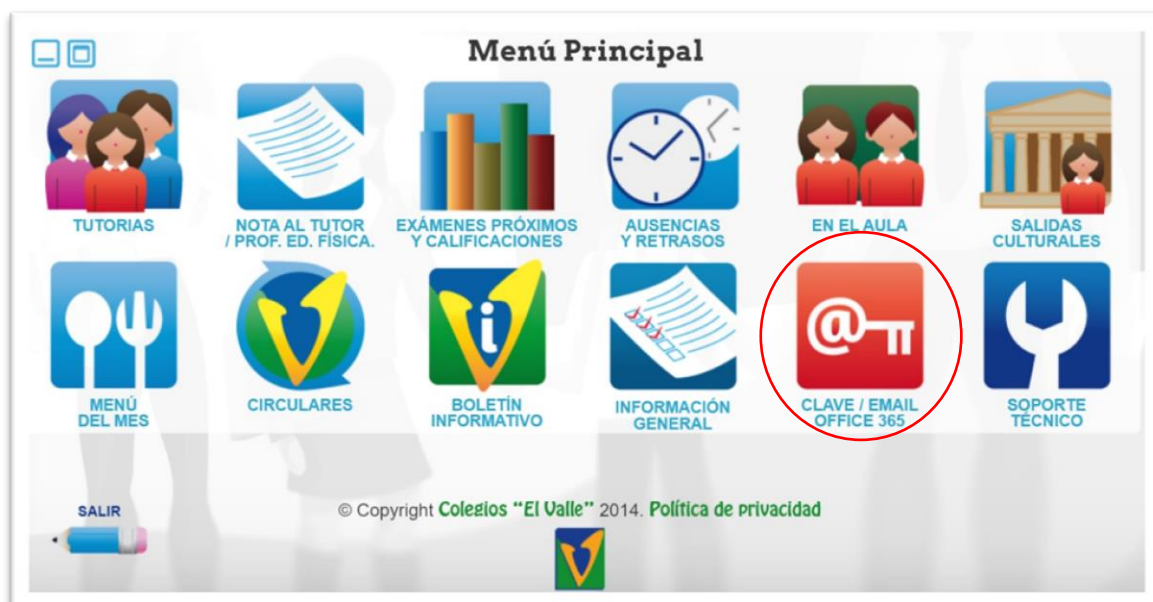 Menú Principal
TUTORIAS
NOTA AL TUTOR
/ PROF. ED. FÍSICA.
EXÁMENES PRÓXIMOS
Y CALIFICACIONES
AUSENCIAS
Y RETRASOS
EN EL AULA
SALIDAS
CULTURALES
MENÚ
DEL MES
CIRCULARES
i
BOLETÍN
INFORMATIVO
INFORMACIÓN
GENERAL
@
CLAVE / EMAIL
OFFICE 365
SOPORTE
TÉCNICO
SALIR
© Copyright Colegios "El Valle" 2014. Política de privacidad